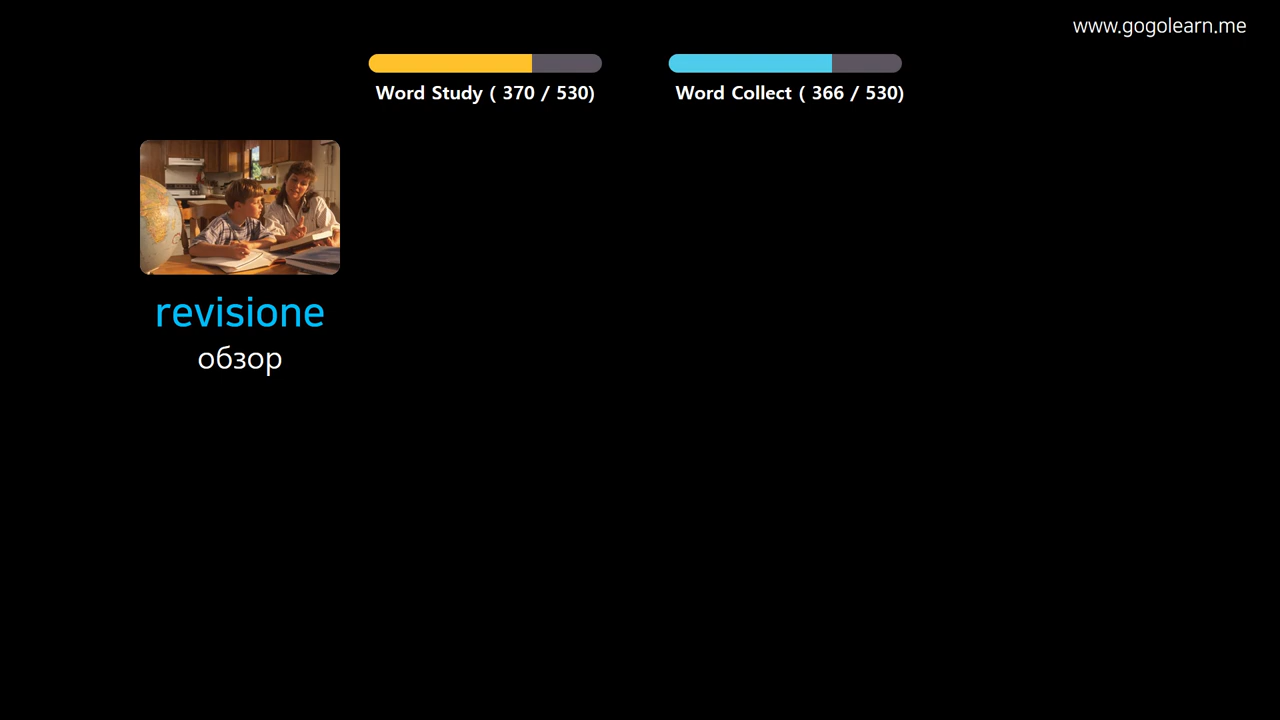 www.gogolearn.me
Word Study ( 370 / 530)
Word Collect ( 366 / 530)
revisione
обзор